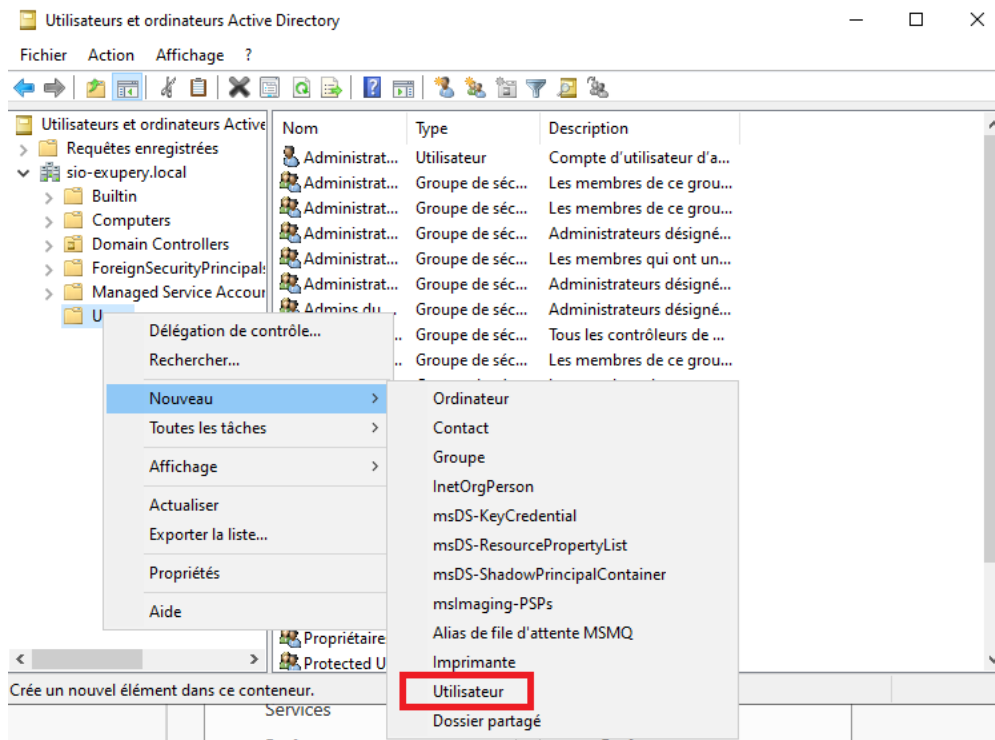 Utilisateurs et ordinateurs Active Directory
Fichier Action Affichage ?
Utilisateurs et ordinateurs Active
Requêtes enregistrées
sio-exupery.local
Builtin
Computers
Domain Controllers
ForeignSecurityPrincipals
Managed Service Accour
U
Nom Type Description
Administrat... Utilisateur Compte d'utilisateur d'a...
Administrat... Groupe de séc... Les membres de ce grou...
Administrat... Groupe de séc... Les membres de ce grou...
Administrat... Groupe de séc... Administrateurs désigné...
Administrat... Groupe de séc... Les membres qui ont un...
Administrat... Groupe de séc... Administrateurs désigné...
Admins du Groupe de séc... Administrateurs désigné...
.. Groupe de séc... Tous les contrôleurs de ...
.. Groupe de séc... Les membres de ce grou...
Propriétaire
Protected U
Délégation de contrôle...
Rechercher...
Nouveau
Toutes les tâches
Affichage
Actualiser
Exporter la liste...
Propriétés
Aide
Ordinateur
Contact
Groupe
InetOrgPerson
msDS-KeyCredential
msDS-ResourcePropertyList
msDS-ShadowPrincipalContainer
msImaging-PSPs
Alias de file d'attente MSMQ
Imprimante
Utilisateur
Dossier partagé
Crée un nouvel élément dans ce conteneur.
Services